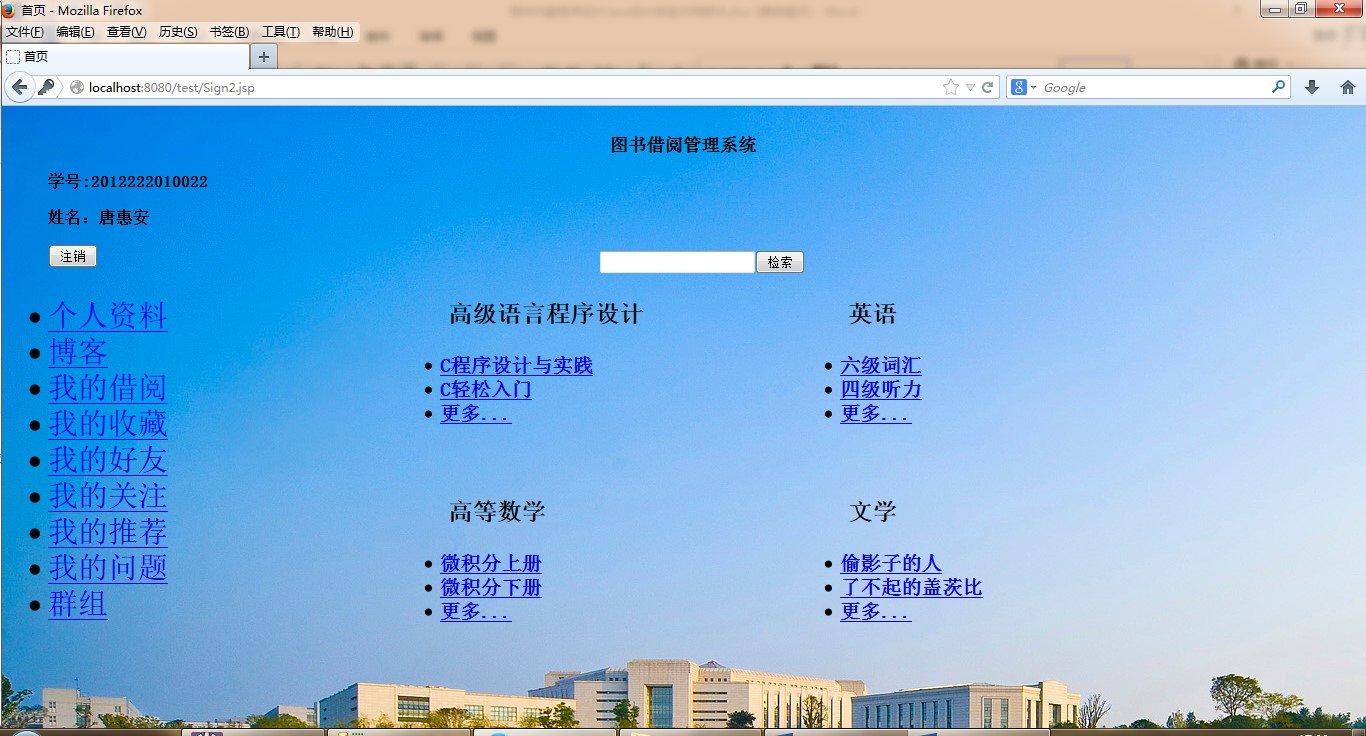 首页 - Mozilla Firefox
文件(F) 编辑(E) 查看(V) 历史(S) 书签(B) 工具(T) 帮助(H)
首页
localhost:8080/test/Sign2.jsp
Google
图书借阅管理系统
学号:2012222010022
姓名：唐惠安
注销
检索
个人资料
博客
我的借阅
我的收藏
我的好友
我的关注
我的推荐
我的问题
群组
高级语言程序设计
C程序设计与实践
C轻松入门
更多...
英语
六级词汇
四级听力
更多...
高等数学
微积分上册
微积分下册
更多...
文学
偷影子的人
了不起的盖茨比
更多...